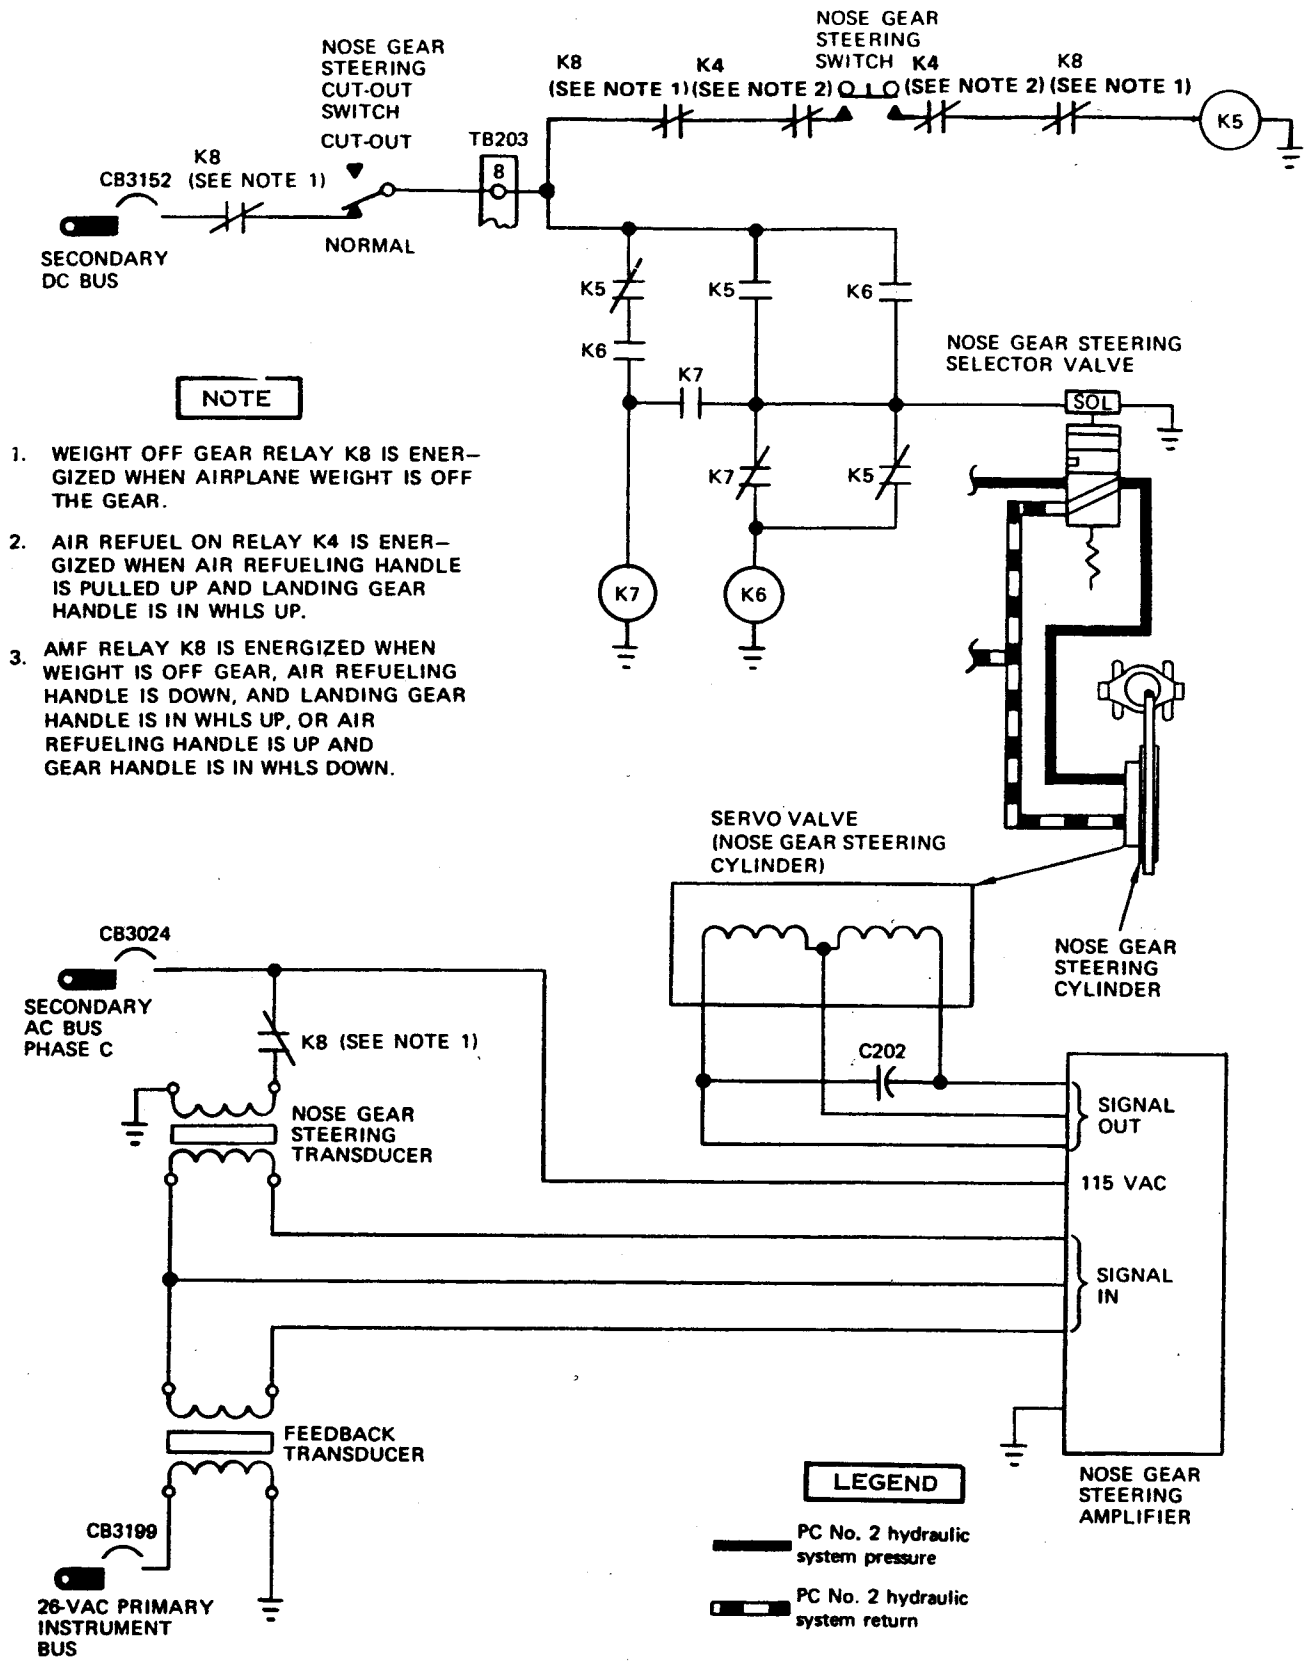 NOSE GEAR
STEERING
SWITCH
NOSE GEAR
STEERING
CUT-OUT
SWITCH
CUT-OUT
K8
(SEE NOTE 1)
K4
(SEE NOTE 2)
K4
(SEE NOTE 2)
K8
(SEE NOTE 1)
K5
TB203
8
K8
(SEE NOTE 1)
CB3152
NORMAL
SECONDARY
DC BUS
K5
K5
K6
K6
K7
K7
K5
K7
K6
NOSE GEAR STEERING
SELECTOR VALVE
SOL
NOTE
1. WEIGHT OFF GEAR RELAY K8 IS ENER-
GIZED WHEN AIRPLANE WEIGHT IS OFF
THE GEAR.
2. AIR REFUEL ON RELAY K4 IS ENER-
GIZED WHEN AIR REFUELING HANDLE
IS PULLED UP AND LANDING GEAR
HANDLE IS IN WHLS UP.
3. AMF RELAY K8 IS ENERGIZED WHEN
WEIGHT IS OFF GEAR, AIR REFUELING
HANDLE IS DOWN, AND LANDING GEAR
HANDLE IS IN WHLS UP, OR AIR
REFUELING HANDLE IS UP AND
GEAR HANDLE IS IN WHLS DOWN.
SERVO VALVE
(NOSE GEAR STEERING
CYLINDER)
NOSE GEAR
STEERING
CYLINDER
CB3024
SECONDARY
AC BUS
PHASE C
K8 (SEE NOTE 1)
C202
NOSE GEAR
STEERING
TRANSDUCER
SIGNAL
OUT
115 VAC
SIGNAL
IN
FEEDBACK
TRANSDUCER
NOSE GEAR
STEERING
AMPLIFIER
CB3199
26-VAC PRIMARY
INSTRUMENT
BUS
LEGEND
PC No. 2 hydraulic
system pressure
PC No. 2 hydraulic
system return